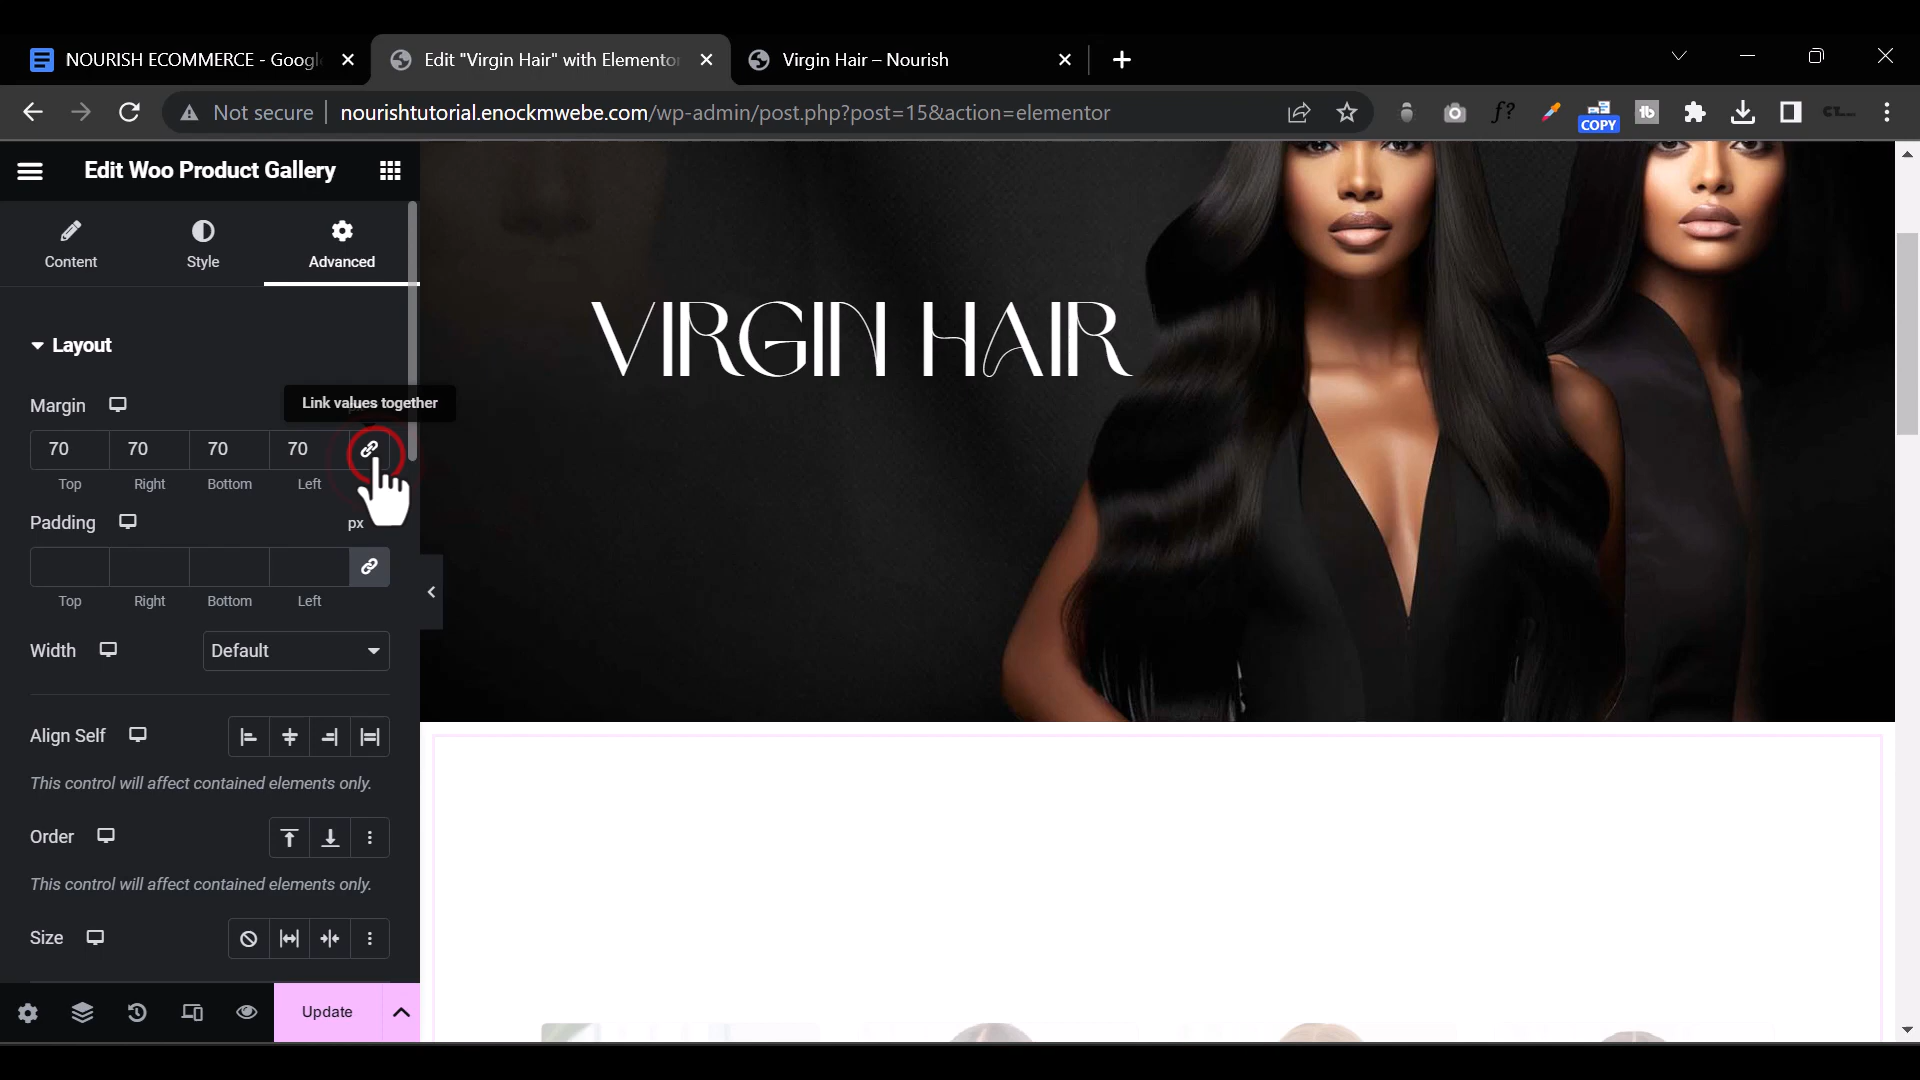 NOURISH ECOMMERCE - Googl
Edit "Virgin Hair" with Elemento
Virgin Hair – Nourish
Not secure
nourishtutorial.enockmwebe.com/wp-admin/post.php?post=15&action=elementor
f?
COPY
tb
Edit Woo Product Gallery
Content
Style
Advanced
Layout
Margin
Link values together
70 70 70 70
Top Right Bottom Left
Padding
px
Top Right Bottom Left
Width
Default
Align Self
This control will affect contained elements only.
Order
This control will affect contained elements only.
Size
Update
VIRGIN HAIR